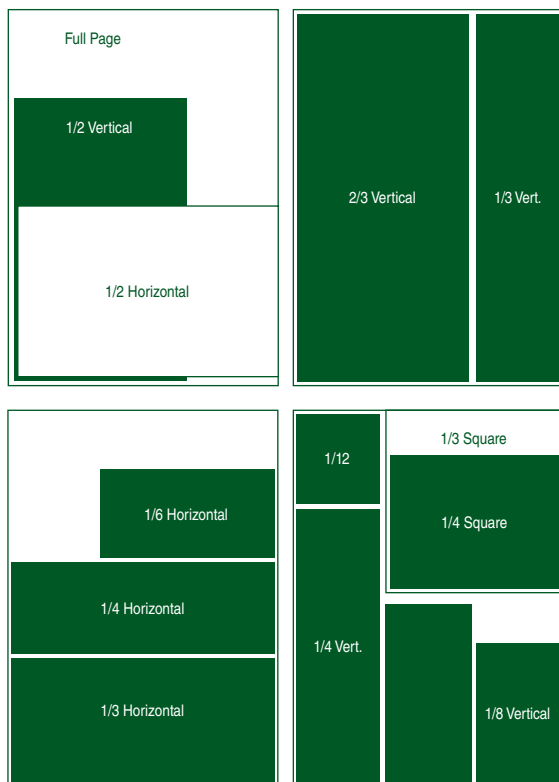 Full Page
1/2 Vertical
1/2 Horizontal
2/3 Vertical
1/3 Vert.
1/6 Horizontal
1/4 Horizontal
1/3 Horizontal
1/12
1/3 Square
1/4 Square
1/4 Vert.
1/8 Vertical